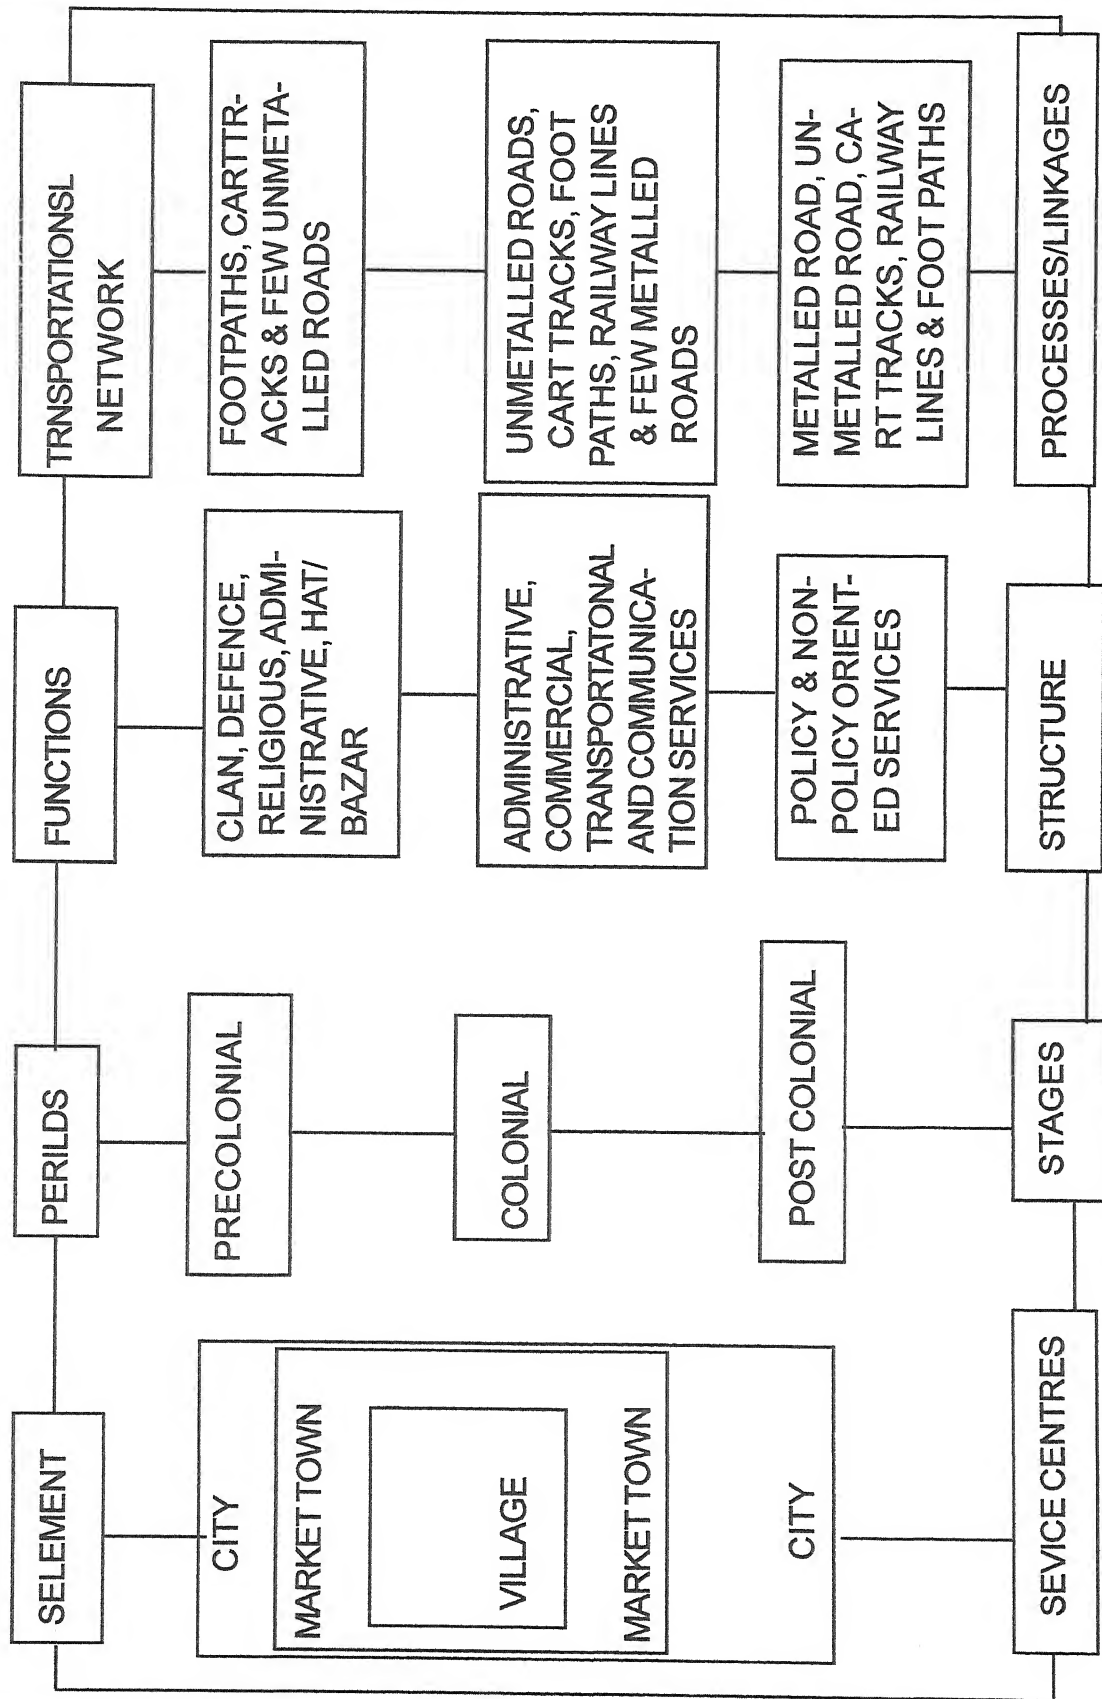 SELEMENT
PERILDS
FUNCTIONS
TRNSPORTATIONSL
NETWORK
CITY
MARKET TOWN
VILLAGE
MARKET TOWN
CITY
PRECOLONIAL
COLONIAL
POST COLONIAL
CLAN, DEFENCE,
RELIGIOUS, ADMI-
NISTRATIVE, HAT/
BAZAR
ADMINISTRATIVE,
COMMERCIAL,
TRANSPORTATONAL
AND COMMUNICA-
TION SERVICES
POLICY & NON-
POLICY ORIENT-
ED SERVICES
FOOTPATHS, CARTTR-
ACKS & FEW UNMETA-
LLED ROADS
UNMETALLED ROADS,
CART TRACKS, FOOT
PATHS, RAILWAY LINES
& FEW METALLED
ROADS
METALLED ROAD, UN-
METALLED ROAD, CA-
RT TRACKS, RAILWAY
LINES & FOOT PATHS
SEVICE CENTRES
STAGES
STRUCTURE
PROCESSES/LINKAGES